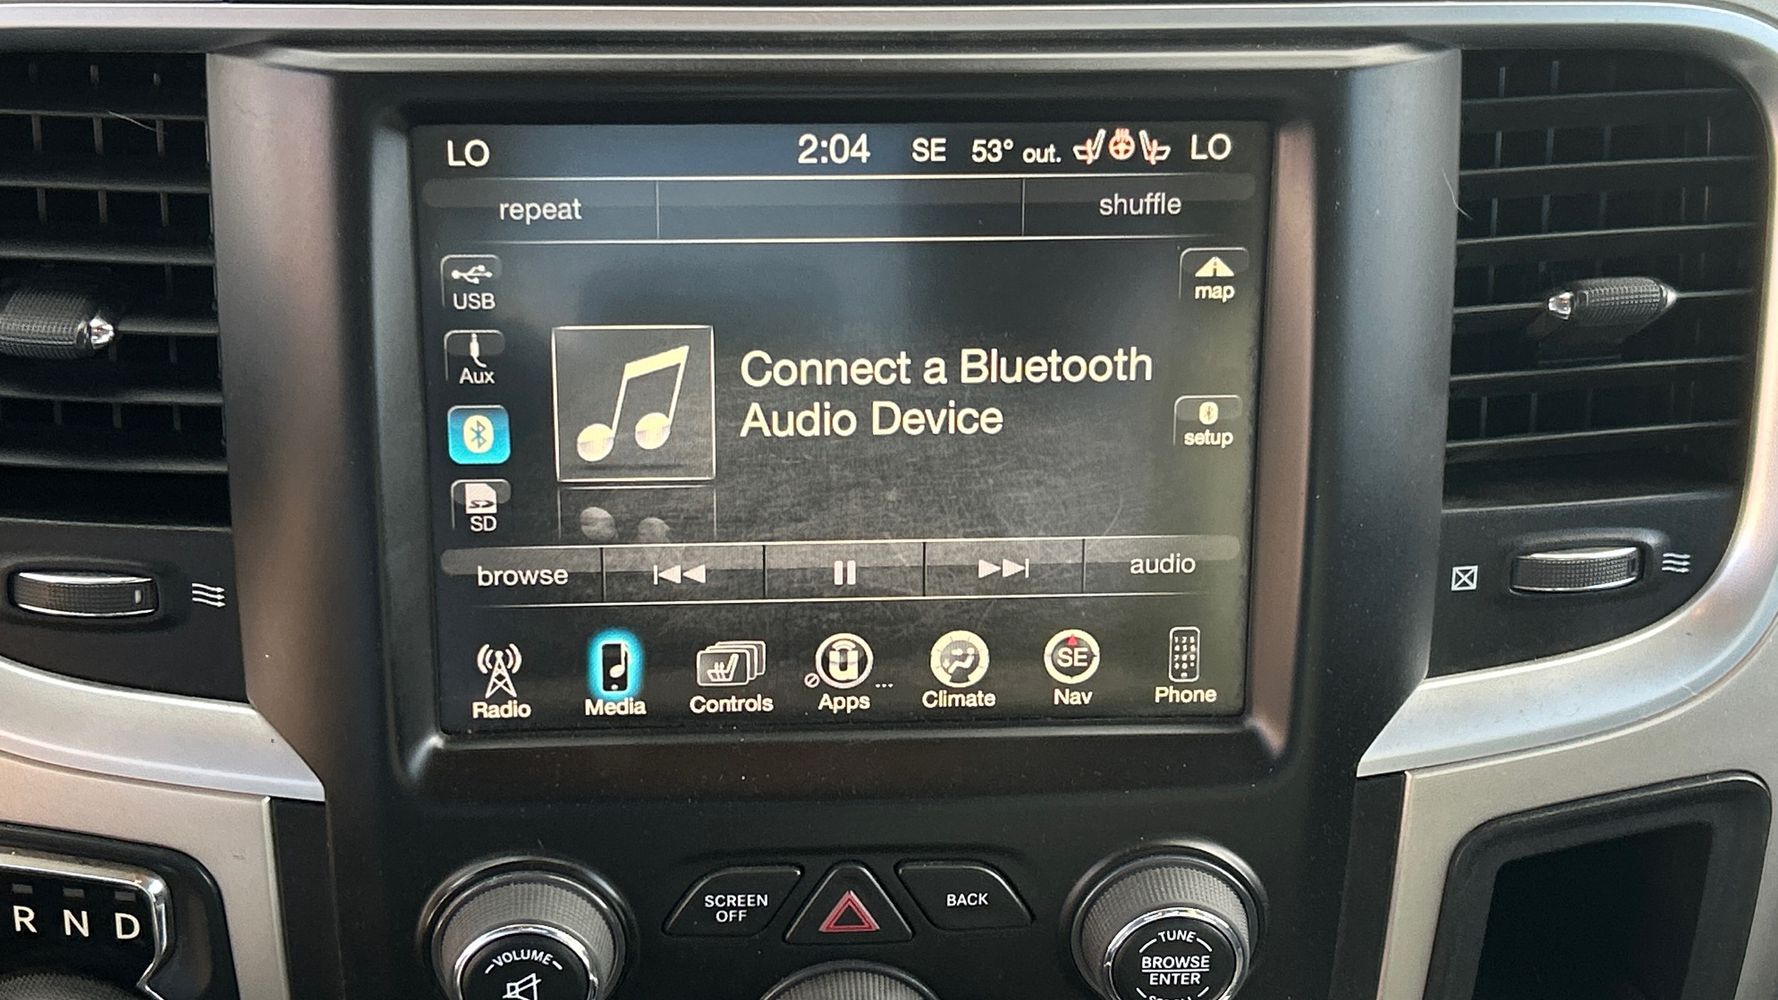 LO 2:04 SE 53° out. LO
repeat shuffle
USB
map
Aux
Connect a Bluetooth
Audio Device
setup
SD
browse audio
Radio Media Controls Apps ... Climate SE Nav Phone
SCREEN
OFF
BACK
R N D
VOLUME
TUNE
BROWSE
ENTER